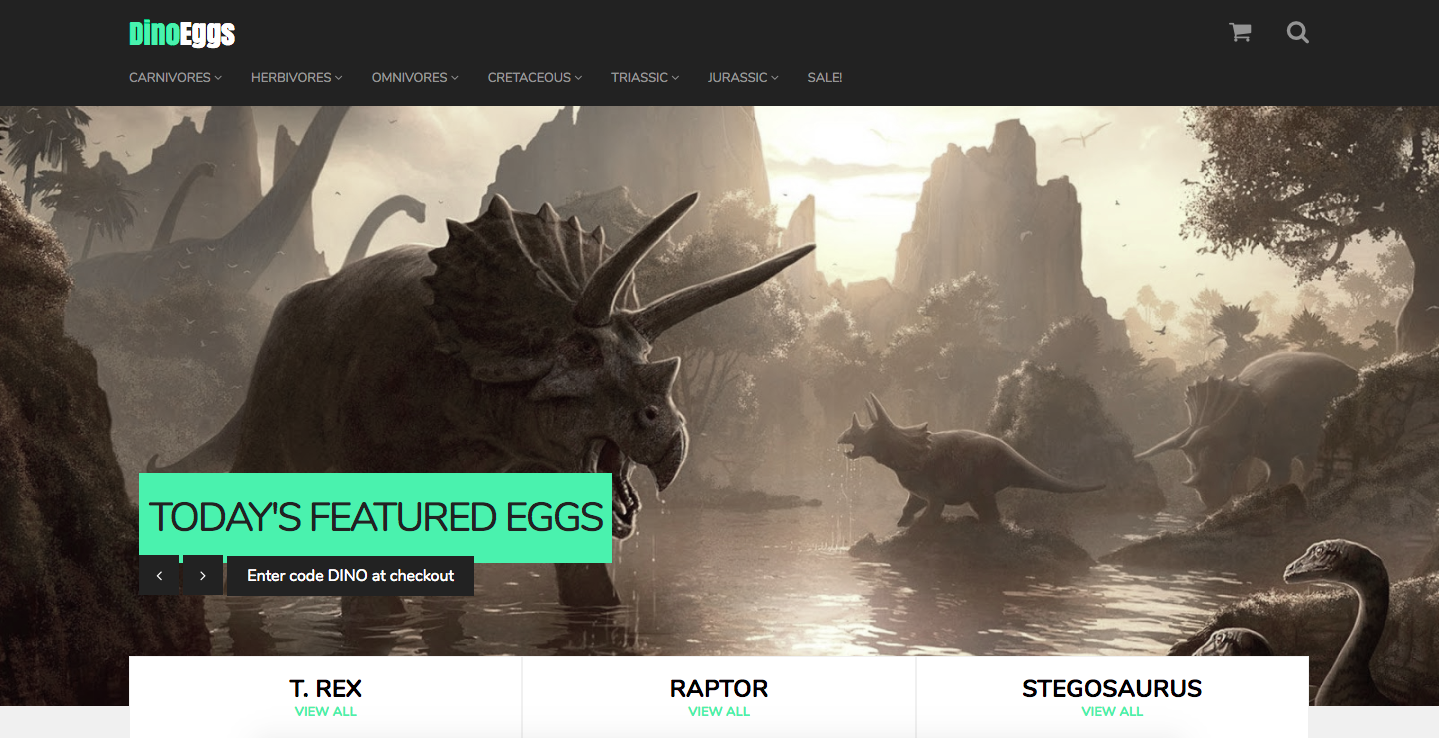 DinoEggs
CARNIVORES HERBIVORES OMNIVORES CRETACEOUS TRIASSIC JURASSIC SALE!
TODAY'S FEATURED EGGS
Enter code DINO at checkout
T. REX RAPTOR STEGOSAURUS
VIEW ALL VIEW ALL VIEW ALL